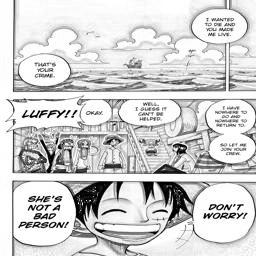 I WANTED
TO DIE AND
YOU MADE
ME LIVE.
THAT'S
YOUR
CRIME.
I HAVE
NOWHERE TO
GO AND
NOWHERE TO
RETURN TO.
SO LET ME
JOIN YOUR
CREW.
WELL,
I GUESS IT
CAN'T BE
HELPED.
OKAY.
LUFFY!!
DON'T
WORRY!
SHE'S
NOT A
BAD
PERSON!